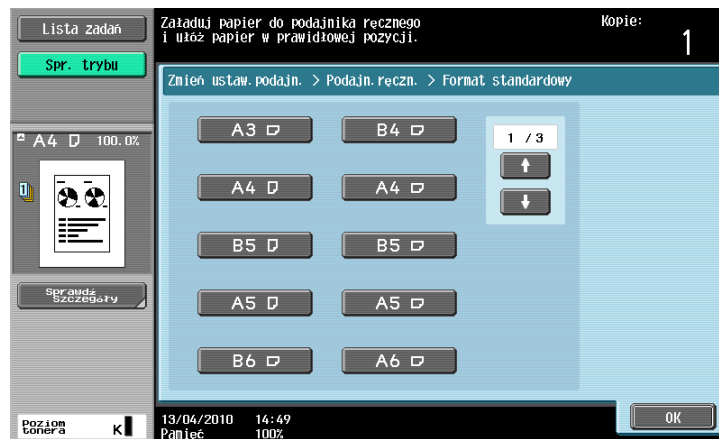 Lista zadań
Spr. trybu
A4 100.0%
1
Sprawdź
Szczegóły
Poziom
tonera K
Załaduj papier do podajnika ręcznego
i ułóż papier w prawidłowej pozycji.
Kopie:
1
Zmień ustaw.podajn. > Podajn.ręczn. > Format standardowy
A3 B4
1 / 3
A4 A4
B5 B5
A5 A5
B6 A6
13/04/2010 14:49
Pamięć 100%
OK